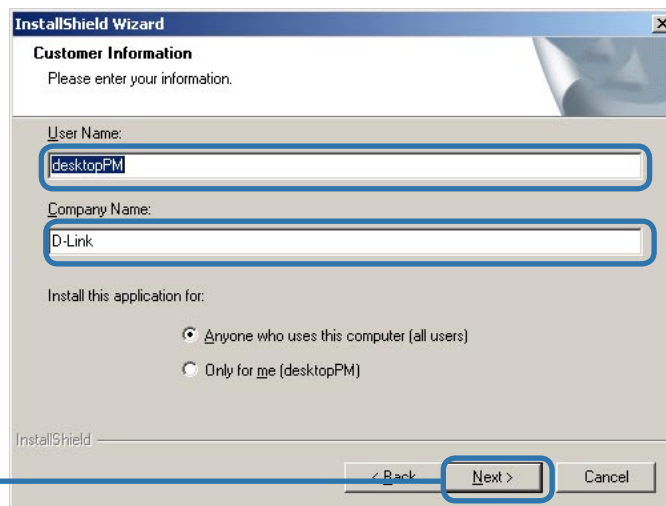 InstallShield Wizard
Customer Information
Please enter your information.
User Name:
desktopPM
Company Name:
D-Link
Install this application for:
Anyone who uses this computer (all users)
Only for me (desktopPM)
InstallShield
< Back Next > Cancel